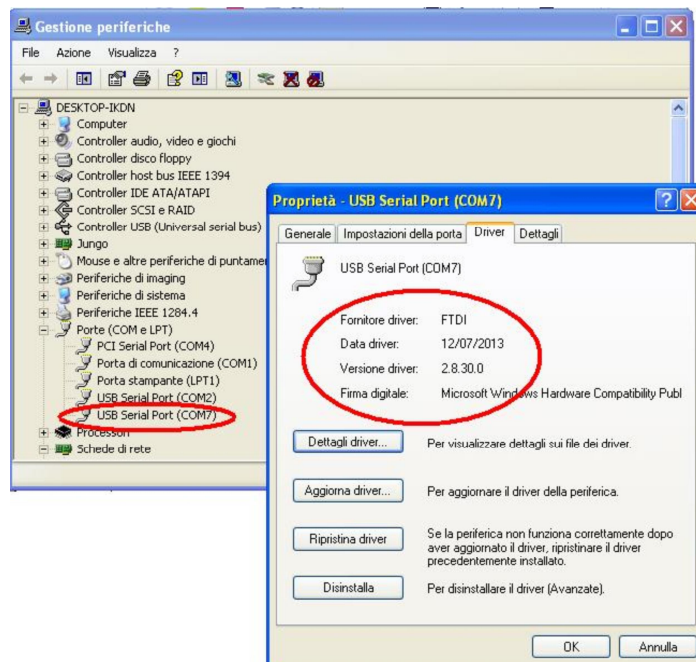 Gestione periferiche
File Azione Visualizza ?
DESKTOP-IKDN
Computer
Controller audio, video e giochi
Controller disco floppy
Controller host bus IEEE 1394
Controller IDE ATA/ATAPI
Controller SCSI e RAID
Controller USB (Universal serial bus)
Jungo
Mouse e altre periferiche di puntame
Periferiche di imaging
Periferiche di sistema
Periferiche IEEE 1284.4
Porte (COM e LPT)
PCI Serial Port (COM4)
Porta di comunicazione (COM1)
Porta stampante (LPT1)
USB Serial Port (COM2)
USB Serial Port (COM7)
Processori
Schede di rete
Proprietà - USB Serial Port (COM7)
Generale Impostazioni della porta Driver Dettagli
USB Serial Port (COM7)
Fornitore driver: FTDI
Data driver: 12/07/2013
Versione driver: 2.8.30.0
Firma digitale: Microsoft Windows Hardware Compatibility Publ
Dettagli driver... Per visualizzare dettagli sui file dei driver.
Aggiorna driver... Per aggiornare il driver della periferica.
Ripristina driver Se la periferica non funziona correttamente dopo
aver aggiornato il driver, ripristinare il driver
precedentemente installato.
Disinstalla Per disinstallare il driver (Avanzate).
OK Annulla